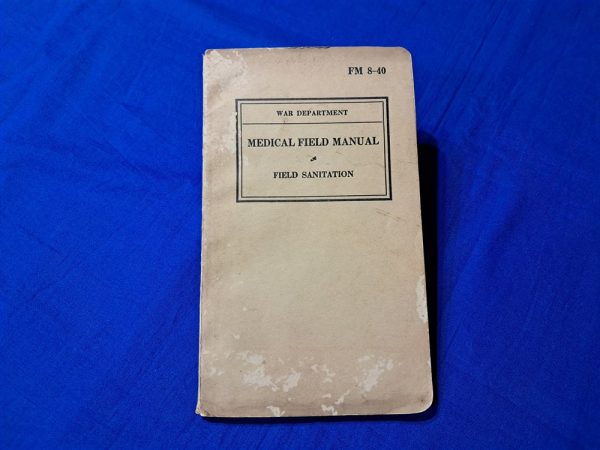 FM 8-40
WAR DEPARTMENT
MEDICAL FIELD MANUAL
FIELD SANITATION